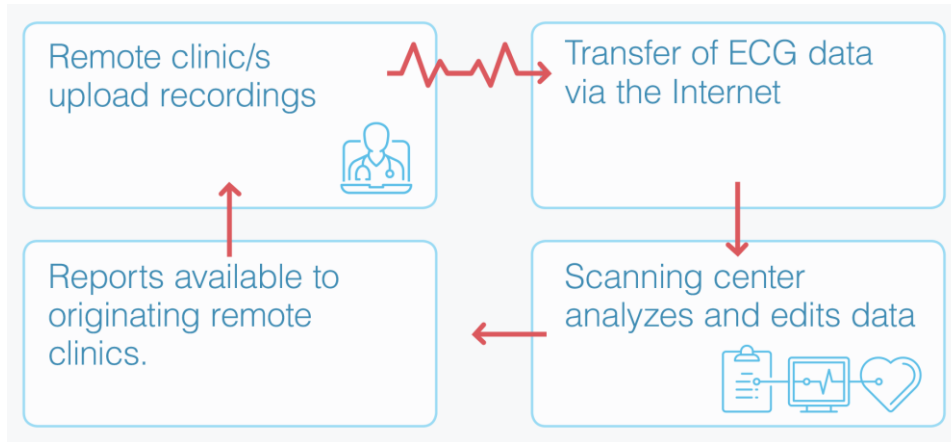 Remote clinic/s
upload recordings
Transfer of ECG data
via the Internet
Scanning center
analyzes and edits data
Reports available to
originating remote
clinics.